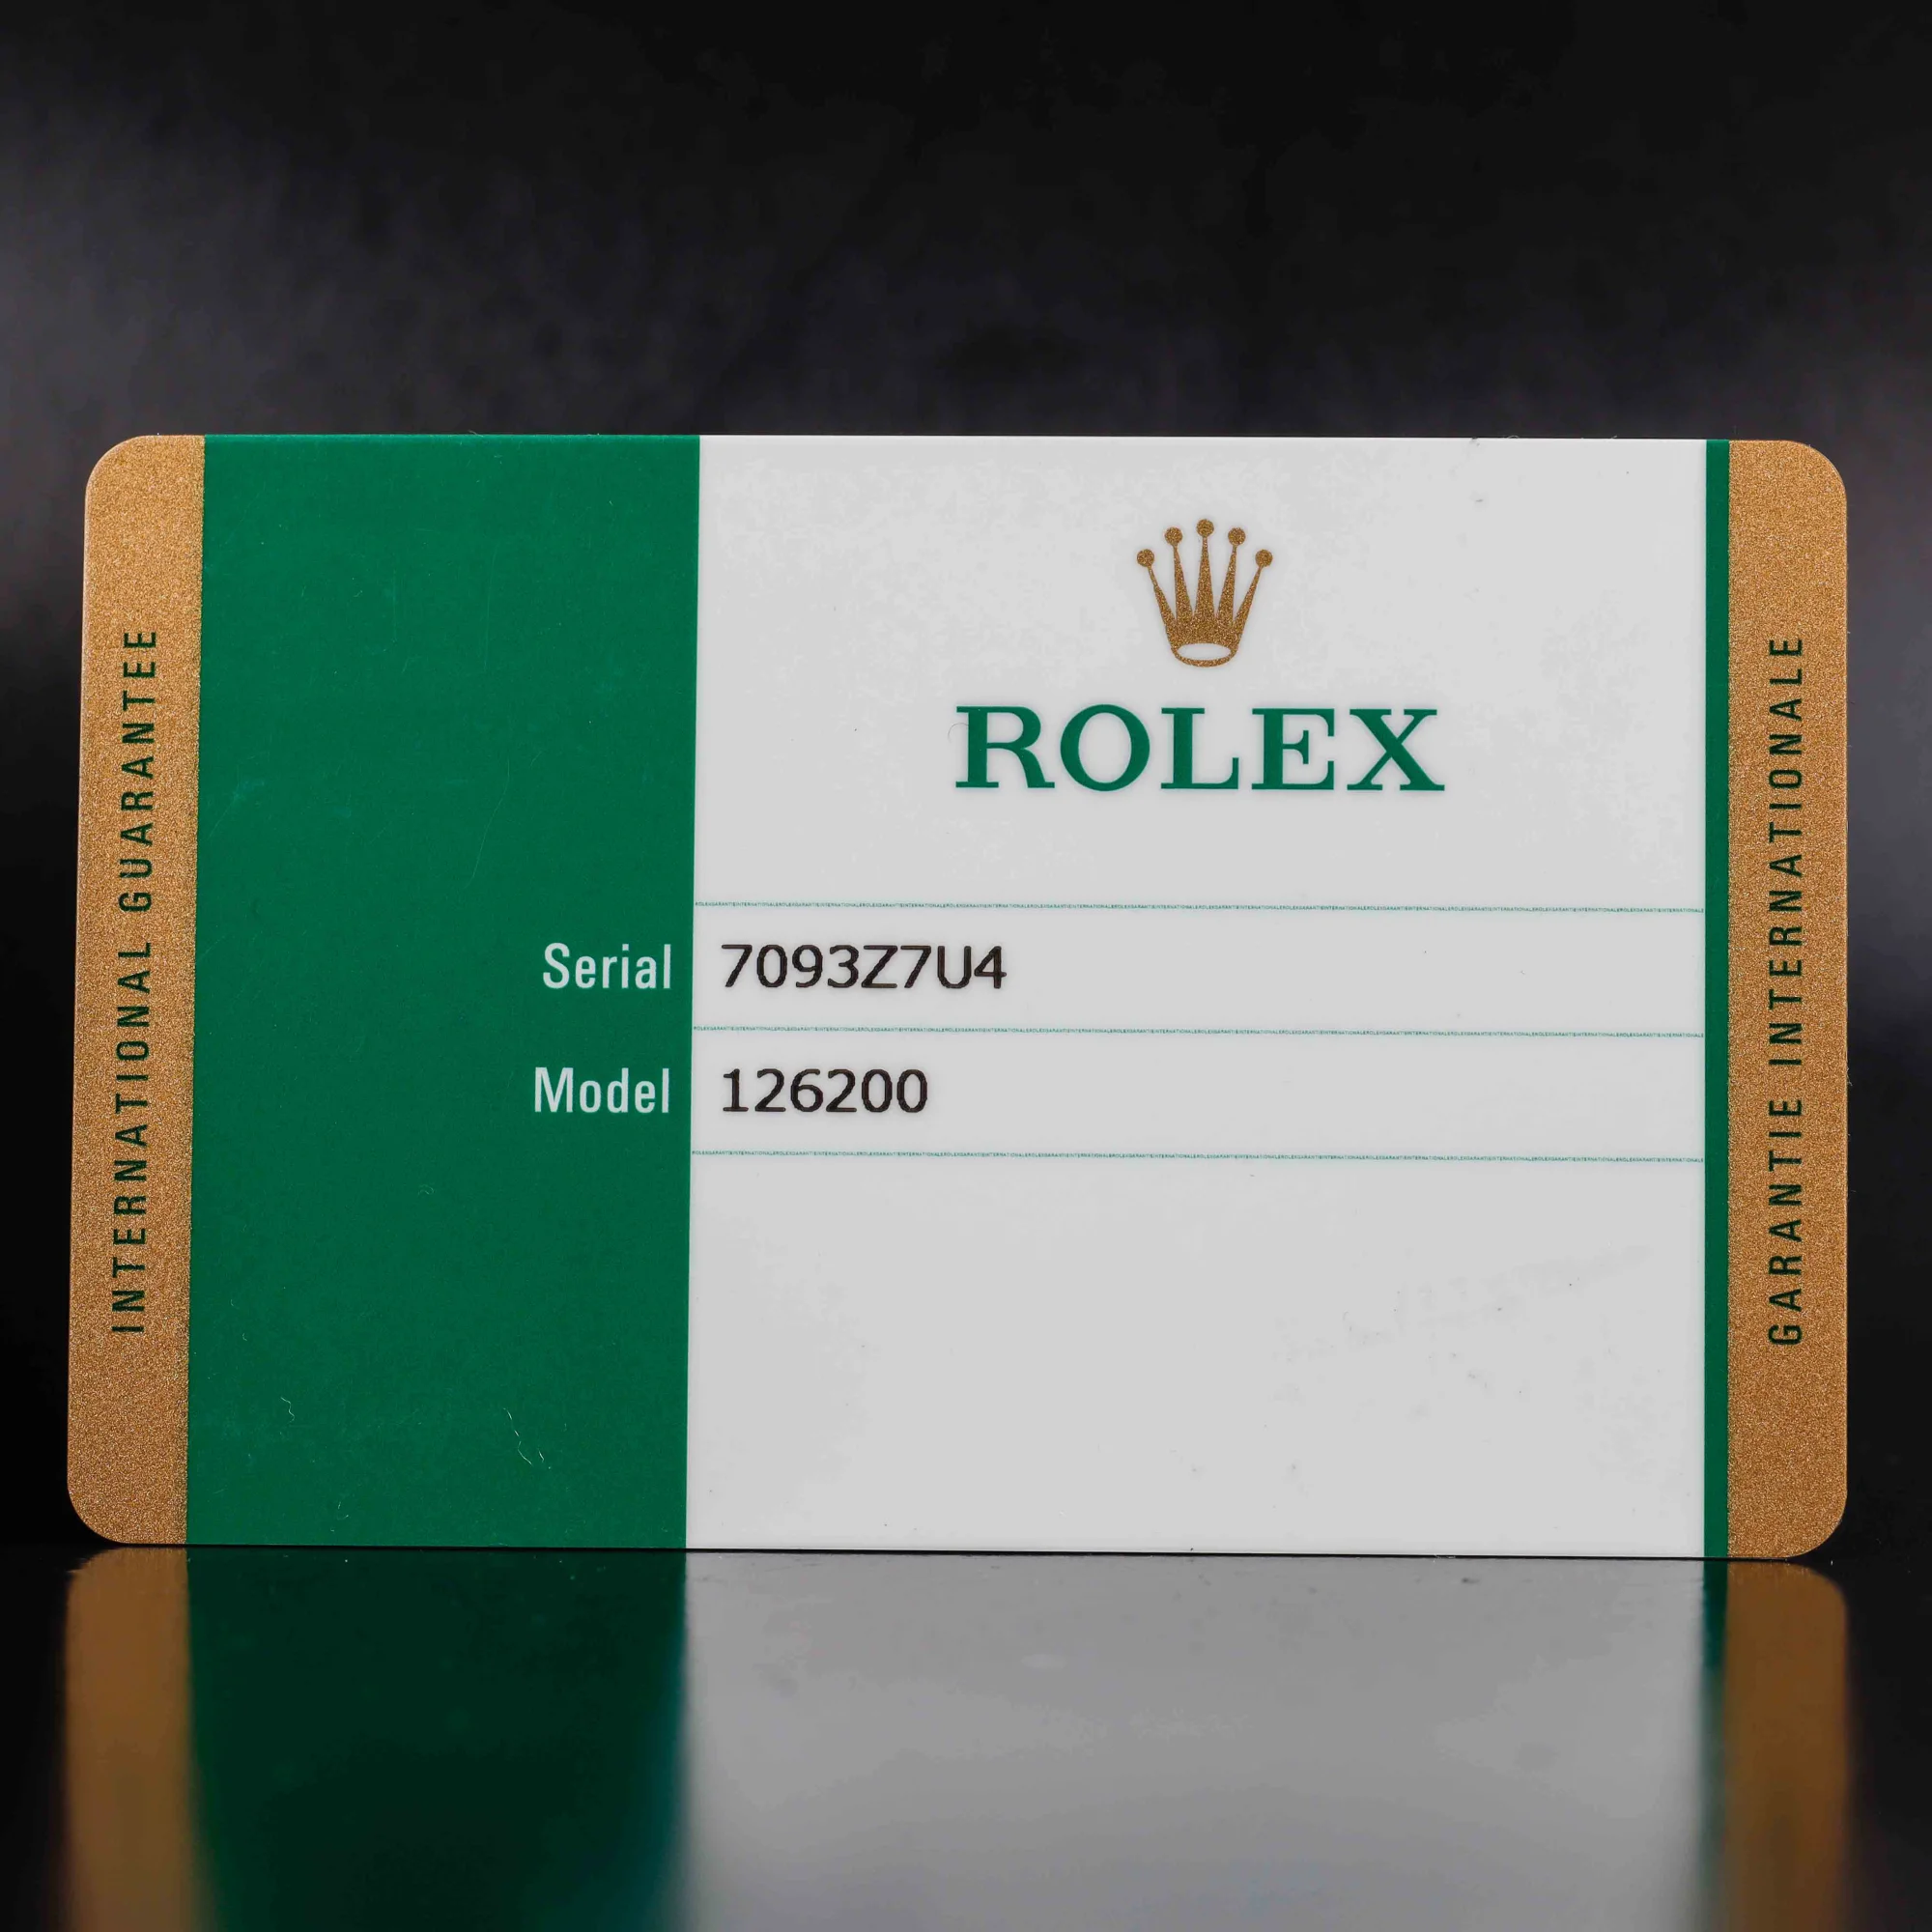 INTERNATIONAL GUARANTEE
ROLEX
Serial 7093Z7U4
Model 126200
GARANTIE INTERNATIONALE